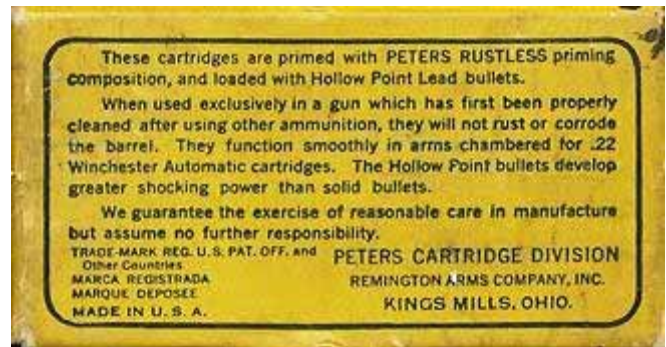 These cartridges are primed with PETERS RUSTLESS priming
composition, and loaded with Hollow Point Lead bullets.
When used exclusively in a gun which has first been properly
cleaned after using other ammunition, they will not rust or corrode
the barrel. They function smoothly in arms chambered for .22
Winchester Automatic cartridges. The Hollow Point bullets develop
greater shocking power than solid bullets.
We guarantee the exercise of reasonable care in manufacture
but assume no further responsibility.
TRADE-MARK REG. U.S. PAT. OFF. and
Other Countries
MARCA REGISTRADA
MARQUE DEPOSEE
MADE IN U. S. A.
PETERS CARTRIDGE DIVISION
REMINGTON ARMS COMPANY, INC.
KINGS MILLS, OHIO.